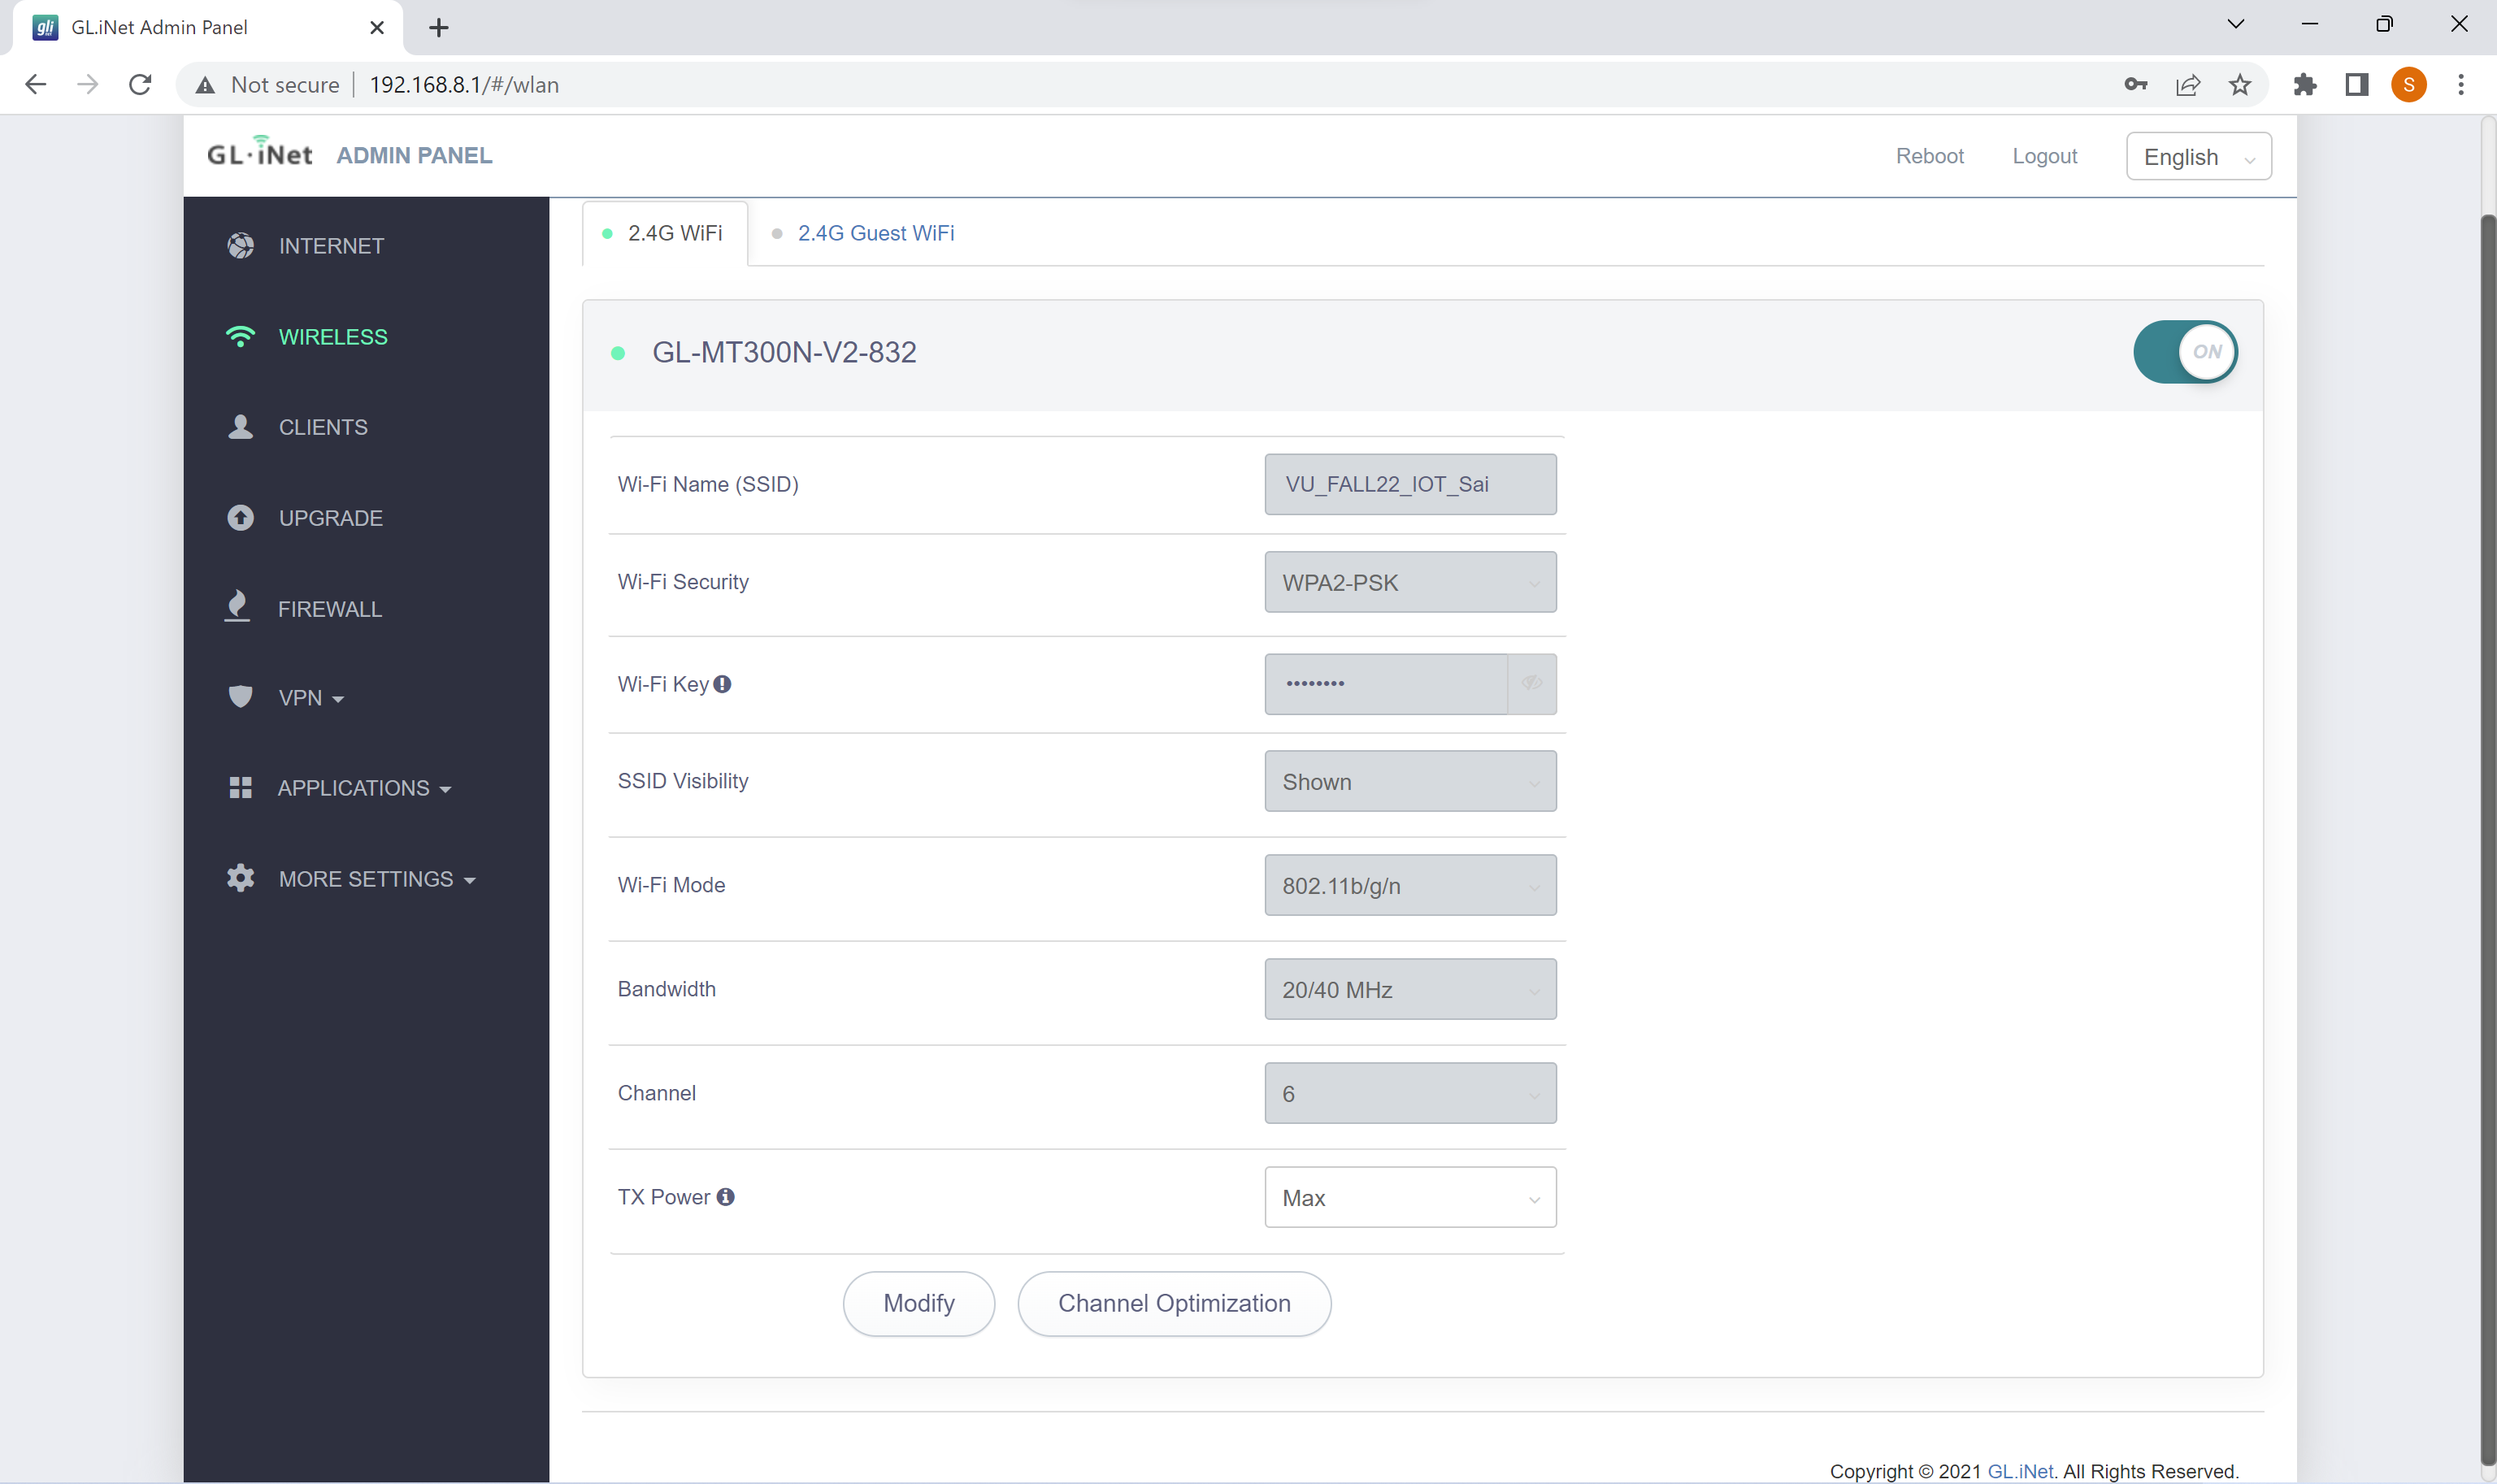 gli
GL.iNet Admin Panel
Not secure
192.168.8.1/#/wlan
S
GL·iNet ADMIN PANEL
Reboot
Logout
English
INTERNET
WIRELESS
CLIENTS
UPGRADE
FIREWALL
VPN
APPLICATIONS
MORE SETTINGS
2.4G WiFi
2.4G Guest WiFi
GL-MT300N-V2-832
ON
Wi-Fi Name (SSID)
VU_FALL22_IOT_Sai
Wi-Fi Security
WPA2-PSK
Wi-Fi Key
••••••••
SSID Visibility
Shown
Wi-Fi Mode
802.11b/g/n
Bandwidth
20/40 MHz
Channel
6
TX Power
Max
Modify
Channel Optimization
Copyright © 2021 GL.iNet. All Rights Reserved.